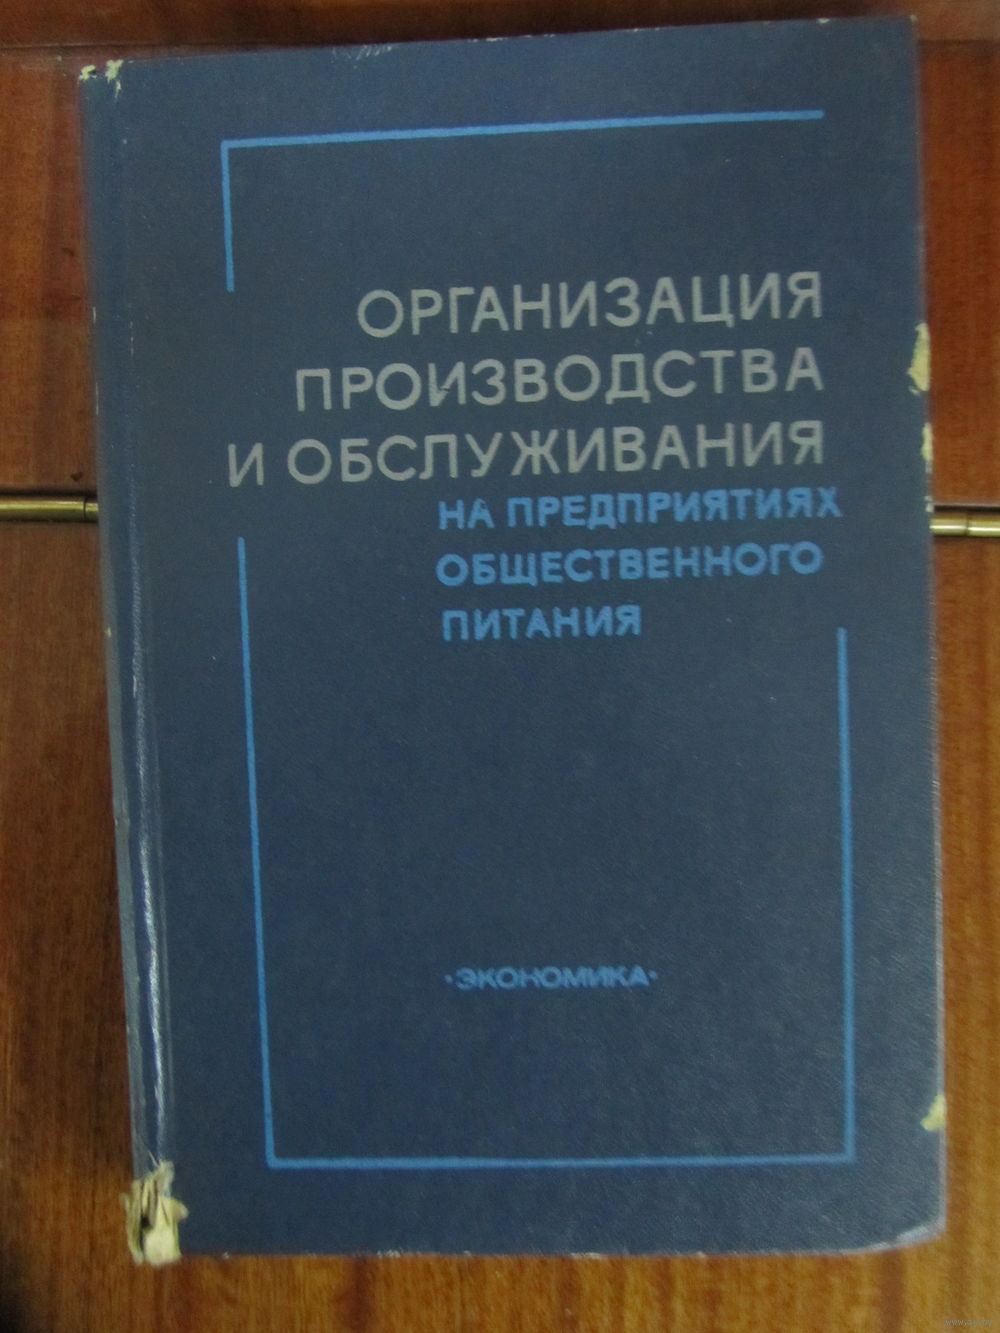 ОРГАНИЗАЦИЯ
ПРОИЗВОДСТВА
И ОБСЛУЖИВАНИЯ
НА ПРЕДПРИЯТИЯХ
ОБЩЕСТВЕННОГО
ПИТАНИЯ
·ЭКОНОМИКА·